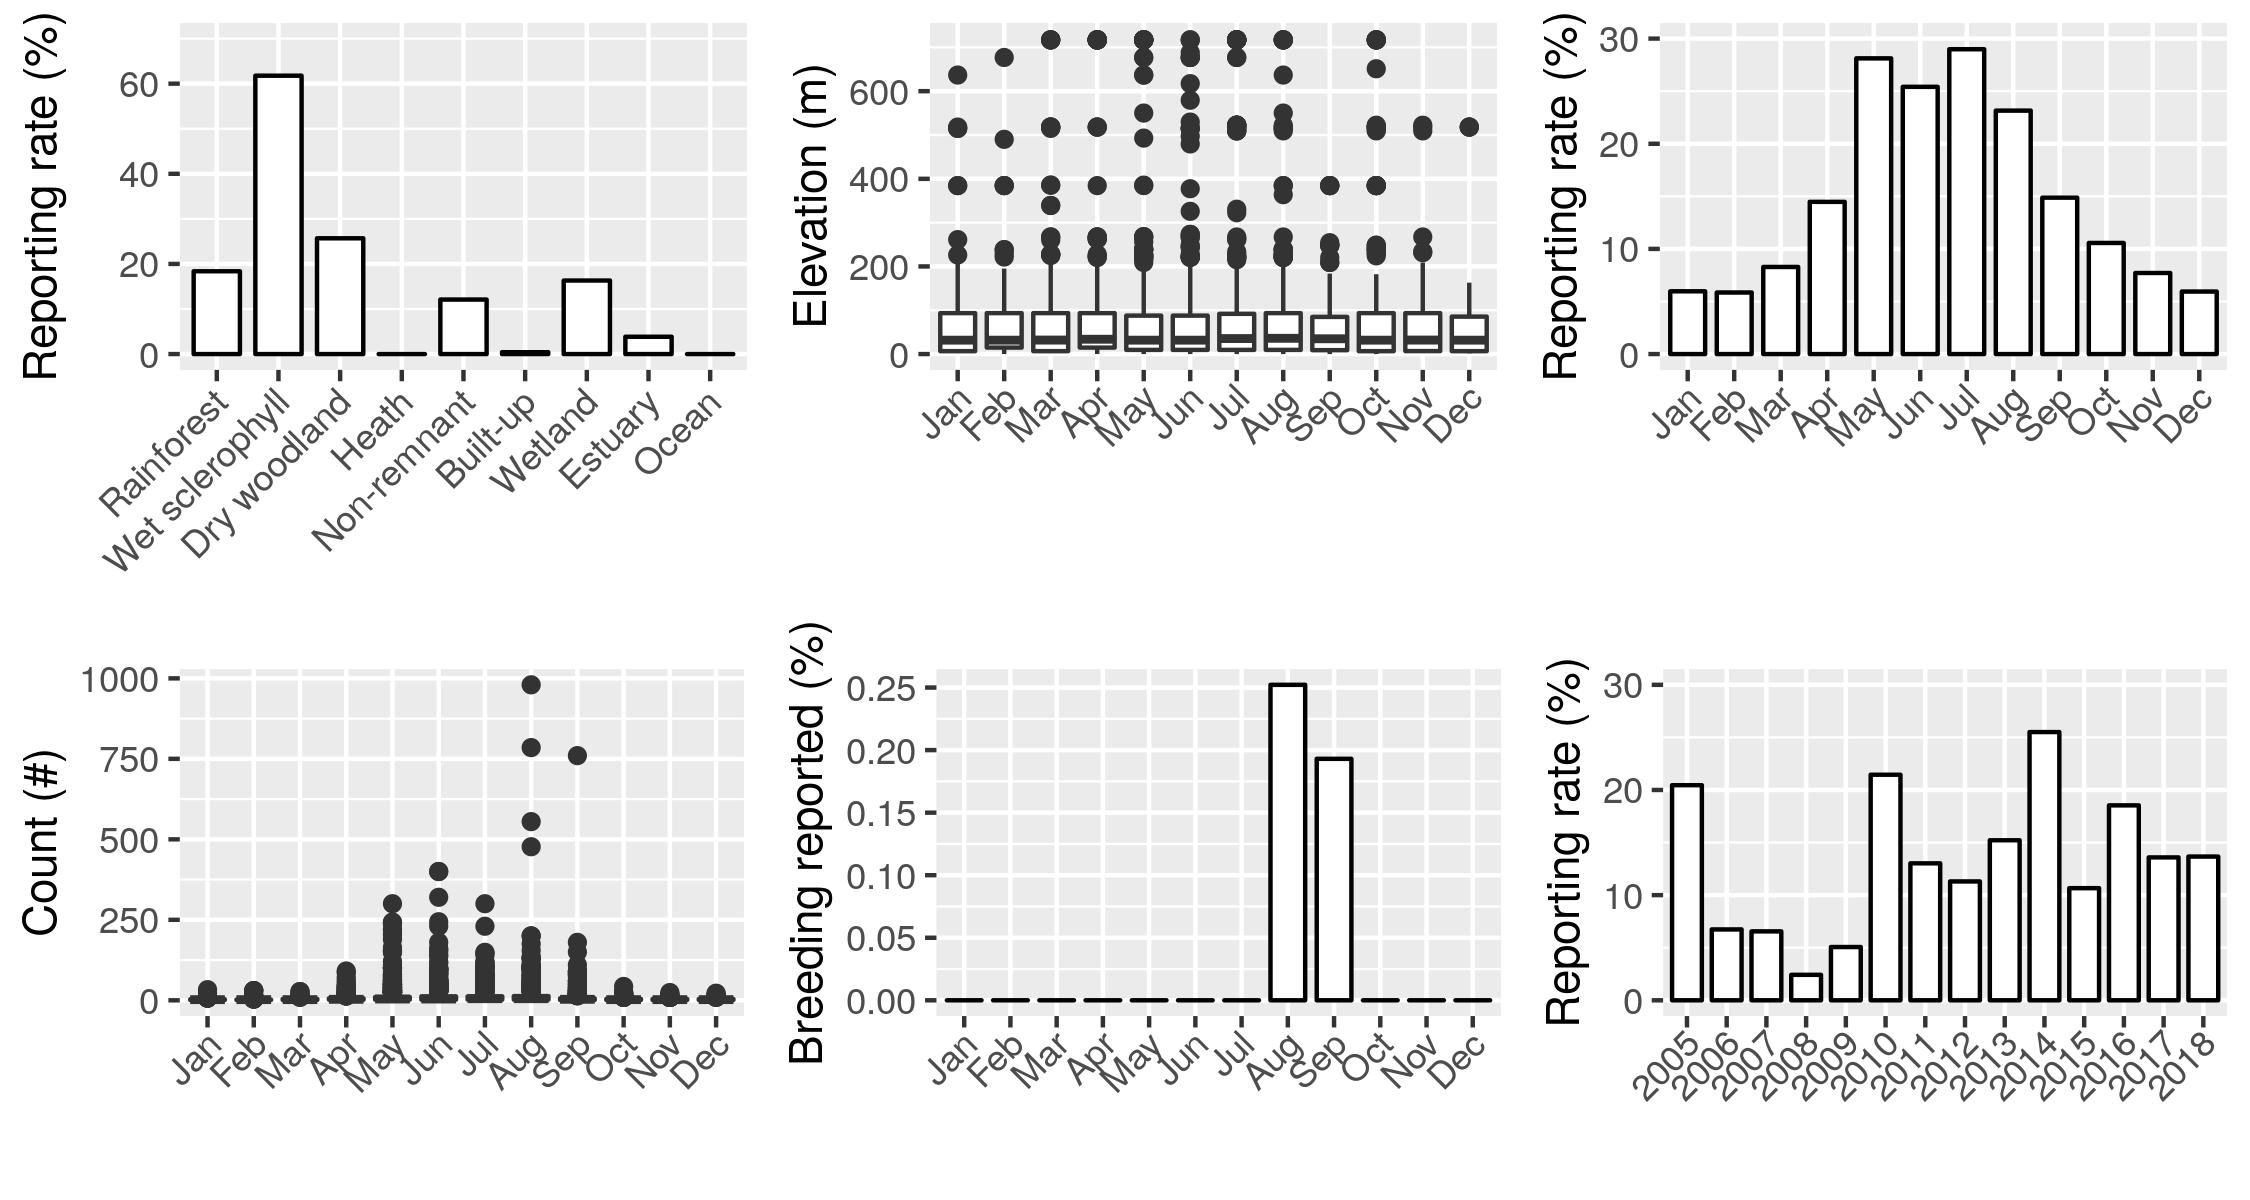 Reporting rate (%)
60
40
20
0
Rainforest
Wet sclerophyll
Dry woodland
Heath
Non-remnant
Built-up
Wetland
Estuary
Ocean
Elevation (m)
600
400
200
0
Jan
Feb
Mar
Apr
May
Jun
Jul
Aug
Sep
Oct
Nov
Dec
Reporting rate (%)
30
20
10
0
Jan
Feb
Mar
Apr
May
Jun
Jul
Aug
Sep
Oct
Nov
Dec
Count (#)
1000
750
500
250
0
Jan
Feb
Mar
Apr
May
Jun
Jul
Aug
Sep
Oct
Nov
Dec
Breeding reported (%)
0.25
0.20
0.15
0.10
0.05
0.00
Jan
Feb
Mar
Apr
May
Jun
Jul
Aug
Sep
Oct
Nov
Dec
Reporting rate (%)
30
20
10
0
2005
2006
2007
2008
2009
2010
2011
2012
2013
2014
2015
2016
2017
2018